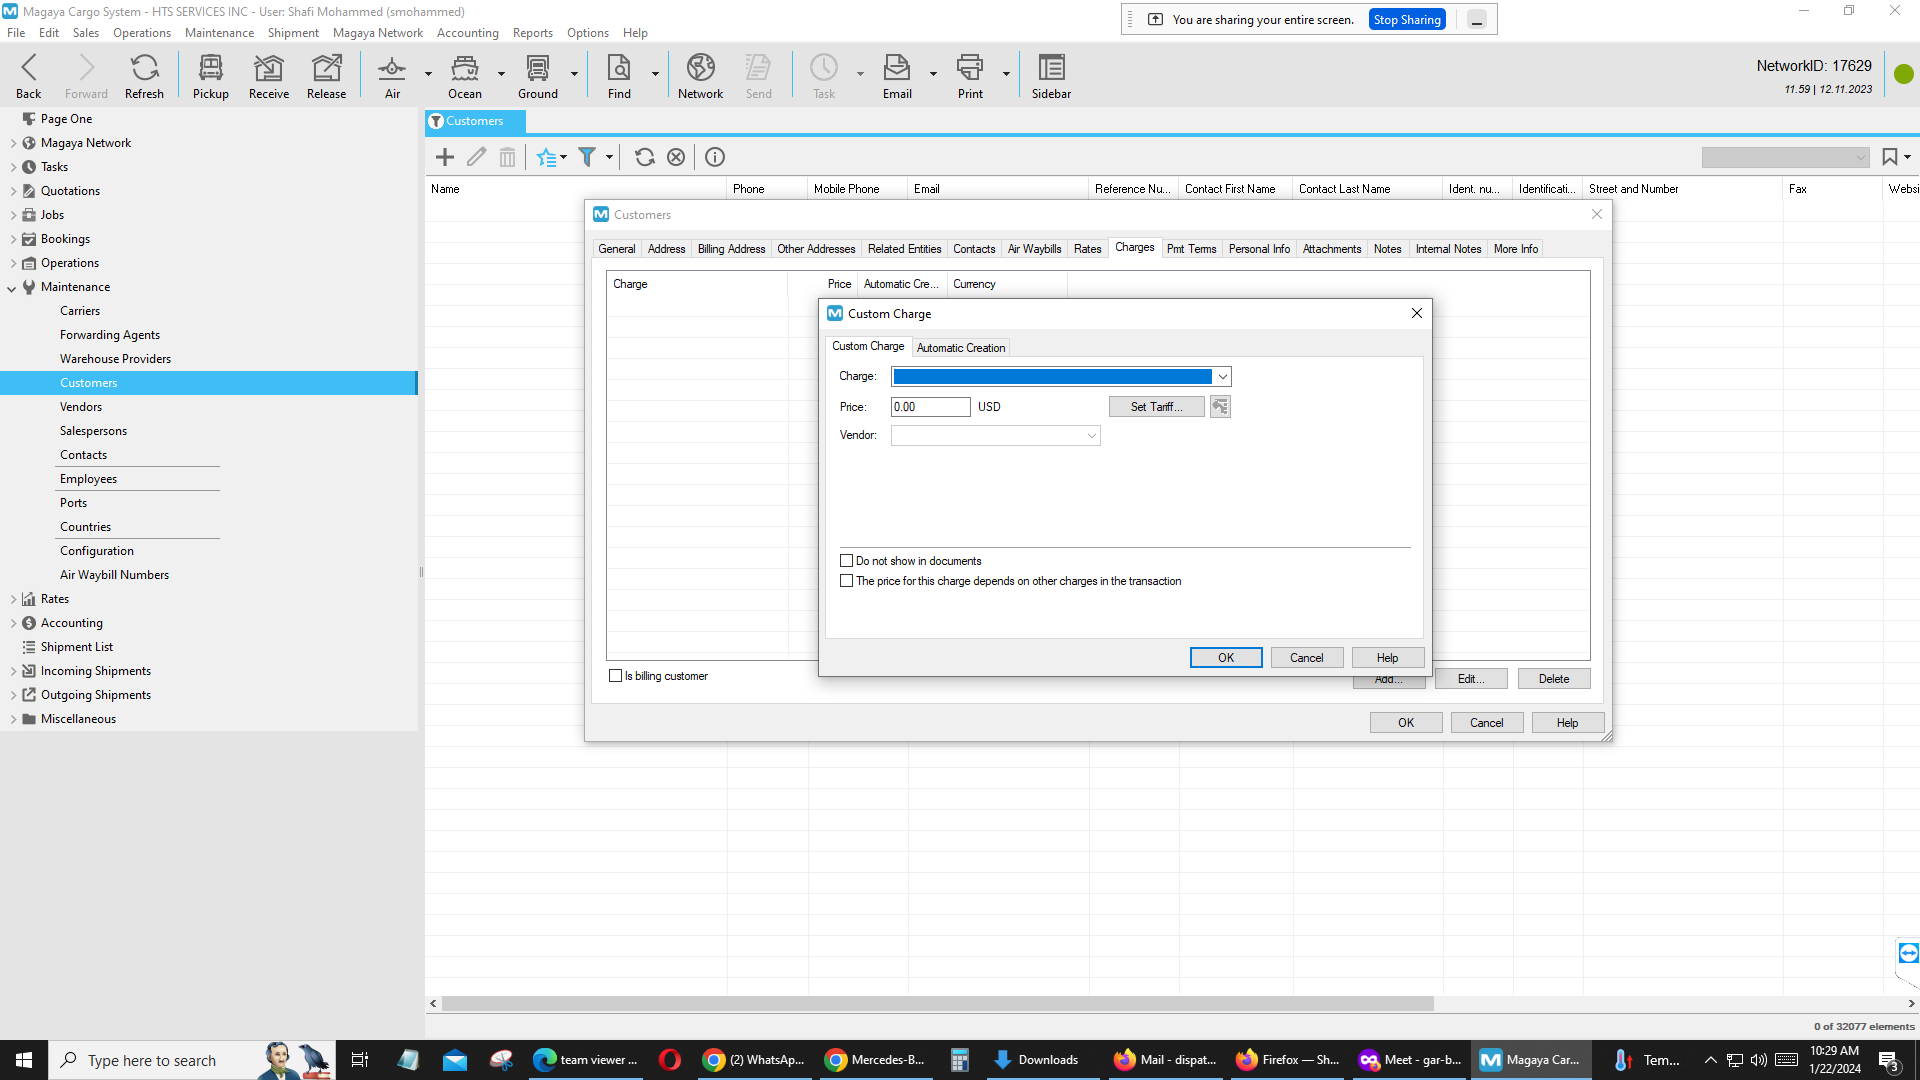 Magaya Cargo System - HTS SERVICES INC - User: Shafi Mohammed (smohammed)
You are sharing your entire screen. Stop Sharing
File Edit Sales Operations Maintenance Shipment Magaya Network Accounting Reports Options Help
Back Forward Refresh Pickup Receive Release Air Ocean Ground Find Network Send Task Email Print Sidebar
NetworkID: 17629
11.59 | 12.11.2023
Page One
Magaya Network
Tasks
Quotations
Jobs
Bookings
Operations
Maintenance
Carriers
Forwarding Agents
Warehouse Providers
Customers
Vendors
Salespersons
Contacts
Employees
Ports
Countries
Configuration
Air Waybill Numbers
Rates
Accounting
Shipment List
Incoming Shipments
Outgoing Shipments
Miscellaneous
Customers
Name Phone Mobile Phone Email Reference Nu... Contact First Name Contact Last Name Ident. nu... Identificati... Street and Number Fax Websi
Customers
General Address Billing Address Other Addresses Related Entities Contacts Air Waybills Rates Charges Pmt Terms Personal Info Attachments Notes Internal Notes More Info
Charge Price Automatic Cre... Currency
Custom Charge
Custom Charge Automatic Creation
Charge:
Price: 0.00 USD Set Tariff...
Vendor:
Do not show in documents
The price for this charge depends on other charges in the transaction
OK Cancel Help
Is billing customer
Add... Edit... Delete
OK Cancel Help
0 of 32077 elements
Type here to search
team viewer ...
(2) WhatsAp...
Mercedes-B...
Downloads
Mail - dispat...
Firefox — Sh...
Meet - gar-b...
Magaya Car...
Tem...
10:29 AM
1/22/2024
3